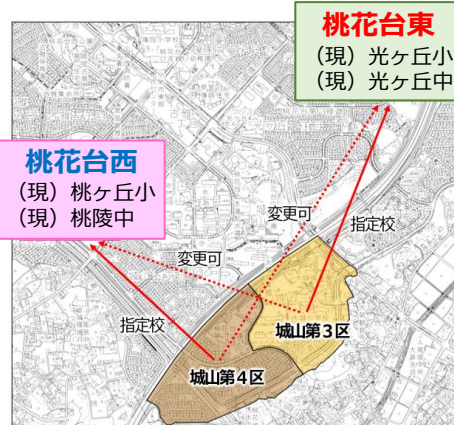 桃花台東
(現)光ヶ丘小
(現)光ヶ丘中
桃花台西
(現)桃ヶ丘小
(現)桃陵中
変更可
指定校
変更可
指定校
城山第3区
城山第4区